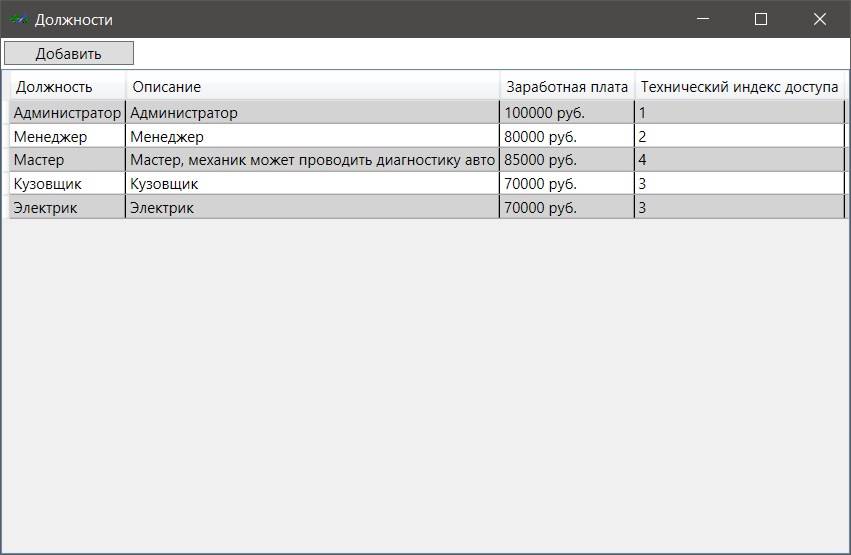 Должности
Добавить
Должность Описание Заработная плата Технический индекс доступа
Администратор Администратор 100000 руб. 1
Менеджер Менеджер 80000 руб. 2
Мастер Мастер, механик может проводить диагностику авто 85000 руб. 4
Кузовщик Кузовщик 70000 руб. 3
Электрик Электрик 70000 руб. 3